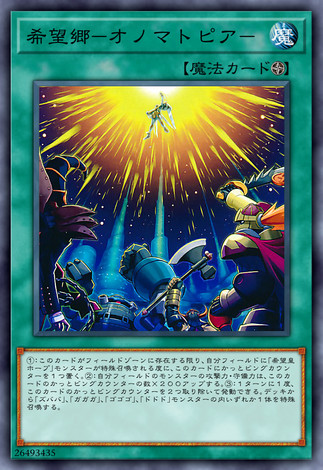 希望郷-オノマトピア-
魔
【魔法カード】
①:このカードがフィールドゾーンに存在する限り、自分フィールドに「希望皇
ホープ」モンスターが特殊召喚される度に、このカードにかっとビングカウン
ターを1つ置く。②:自分フィールドのモンスターの攻撃力・守備力は、このカ
ードのかっとビングカウンターの数×200アップする。③:1ターンに1度、
このカードのかっとビングカウンターを2つ取り除いて発動できる。デッキか
ら「ズババ」、「ガガガ」、「ゴゴゴ」、「ドドド」モンスターの内いずれか1体を特殊
召喚する。
26493435